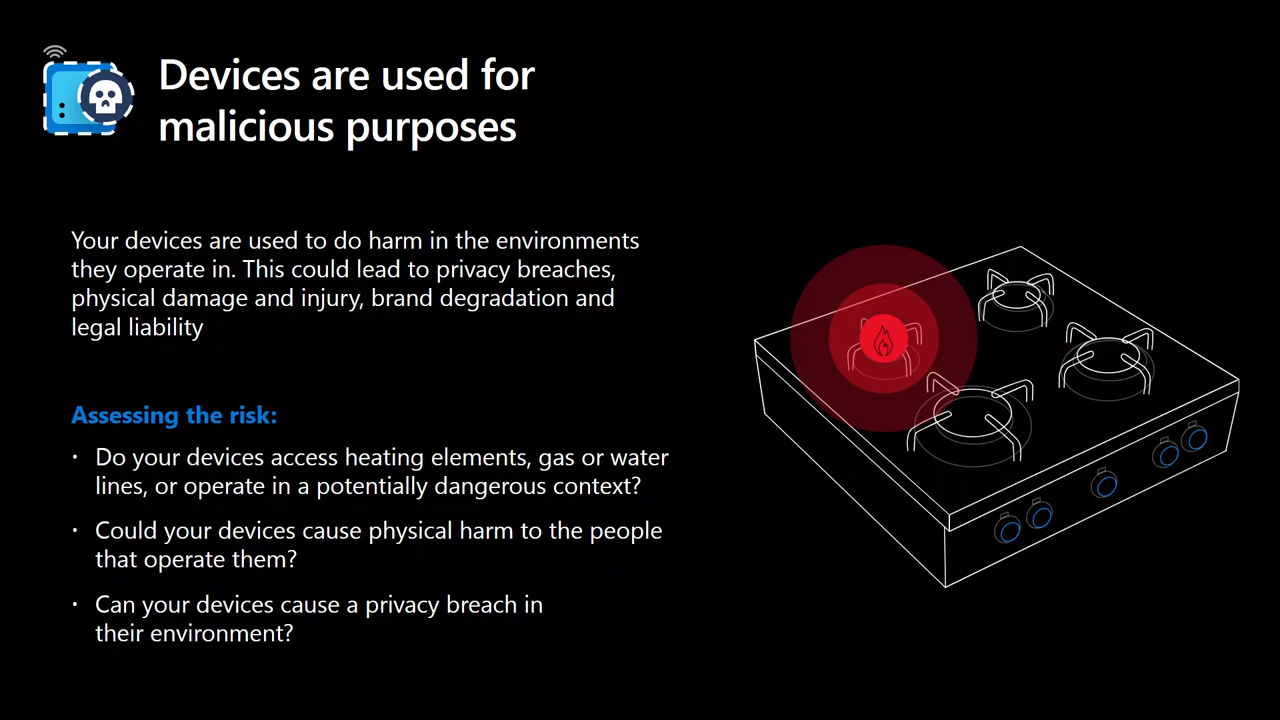 Devices are used for
malicious purposes
Your devices are used to do harm in the environments
they operate in. This could lead to privacy breaches,
physical damage and injury, brand degradation and
legal liability
Assessing the risk:
• Do your devices access heating elements, gas or water
lines, or operate in a potentially dangerous context?
• Could your devices cause physical harm to the people
that operate them?
• Can your devices cause a privacy breach in
their environment?